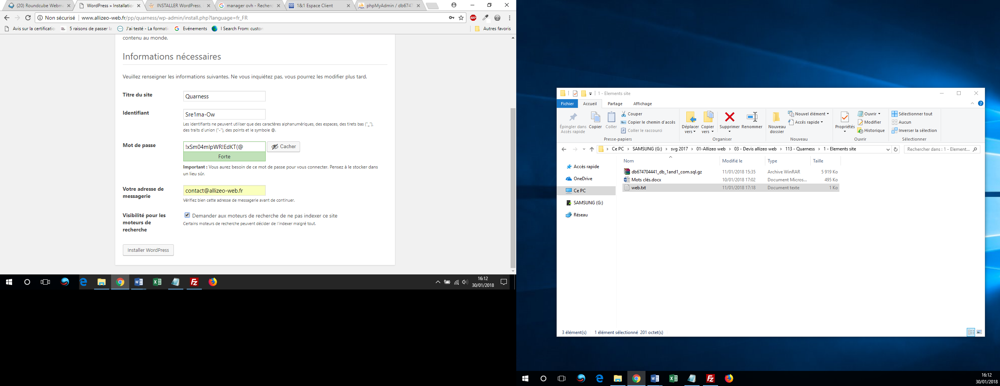 (20) Roundcube Webma
WordPress » Installation
INSTALLER WordPress,
manager ovh - Recherc
1&1 Espace Client
phpMyAdmin / db6747
Non sécurisé
www.allizeo-web.fr/pp/quarness/wp-admin/install.php?language=fr_FR
Avis sur la certificatio
5 raisons de passer la
J'ai testé - La formati
Evénements
I Search From: custom
Autres favoris
contenu au monde.
Informations nécessaires
Veuillez renseigner les informations suivantes. Ne vous inquiétez pas, vous pourrez les modifier plus tard.
Titre du site
Quarness
Identifiant
Sre1ma-Ow
Les identifiants ne peuvent utiliser que des caractères alphanumériques, des espaces, des tirets bas ("_"),
des traits d'union ("-"), des points et le symbole @.
Mot de passe
!xSm04mIpWR!EdKT(@
Cacher
Forte
Important : Vous aurez besoin de ce mot de passe pour vous connecter. Pensez à le stocker dans
un lieu sûr.
Votre adresse de
messagerie
contact@allizeo-web.fr
Vérifiez bien cette adresse de messagerie avant de continuer.
Visibilité pour les
moteurs de
recherche
Demander aux moteurs de recherche de ne pas indexer ce site
Certains moteurs de recherche peuvent décider de l'indexer malgré tout.
Installer WordPress
16:12
30/01/2018
1 - Elements site
Fichier
Accueil
Partage
Affichage
Épingler dans
Accès rapide
Copier
Coller
Couper
Copier le chemin d'accès
Coller le raccourci
Presse-papiers
Déplacer
vers
Copier
vers
Supprimer
Renommer
Organiser
Nouveau
dossier
Nouvel élément
Accès rapide
Nouveau
Propriétés
Ouvrir
Modifier
Historique
Ouvrir
Sélectionner tout
Aucun
Inverser la sélection
Sélectionner
Ce PC > SAMSUNG (G:) > svg 2017 > 01-Allizeo web > 03 - Devis allizeo web > 113 - Quarness > 1 - Elements site
Rechercher dans : 1 - Element...
Accès rapide
OneDrive
Ce PC
SAMSUNG (G:)
Réseau
Nom Modifié le Type Taille
db674704441_db_1and1_com.sql.gz 11/01/2018 15:35 Archive WinRAR 5 919 Ko
Mots clés.docx 10/01/2018 17:02 Document Micros... 495 Ko
web.txt 11/01/2018 17:18 Document texte 1 Ko
3 élément(s) 1 élément sélectionné 201 octet(s)
16:12
30/01/2018